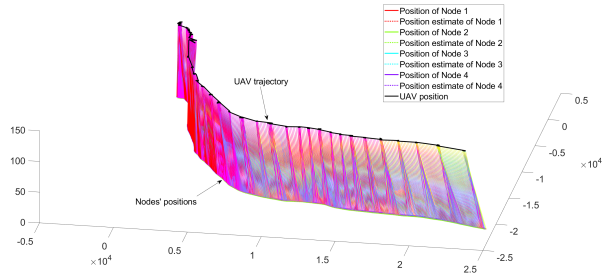 Position of Node 1
Position estimate of Node 1
Position of Node 2
Position estimate of Node 2
Position of Node 3
Position estimate of Node 3
Position of Node 4
Position estimate of Node 4
UAV position
UAV trajectory
Nodes' positions
150
100
50
0
-0.5
0
0.5
1
1.5
2
2.5
×10⁴
0.5
0
-0.5
-1
-1.5
-2
-2.5
×10⁴